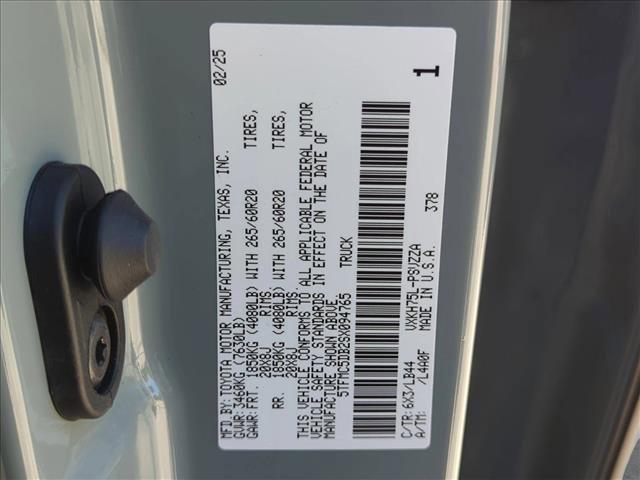 MFD.BY: TOYOTA MOTOR MANUFACTURING, TEXAS, INC. 02/25
GVWR: 3460KG (7630LB)
GAWR: FRT. 1850KG (4080LB) WITH 265/60R20 TIRES,
20X8J RIMS
RR. 1850KG (4080LB) WITH 265/60R20 TIRES,
20X8J RIMS
THIS VEHICLE CONFORMS TO ALL APPLICABLE FEDERAL MOTOR
VEHICLE SAFETY STANDARDS IN EFFECT ON THE DATE OF
MANUFACTURE SHOWN ABOVE.
5TFMC5DB2SX094765 TRUCK
C/TR: 6X3/LB44 VXKH75L-PSVZZA 378
A/TM: /L4A0F MADE IN U.S.A.
1